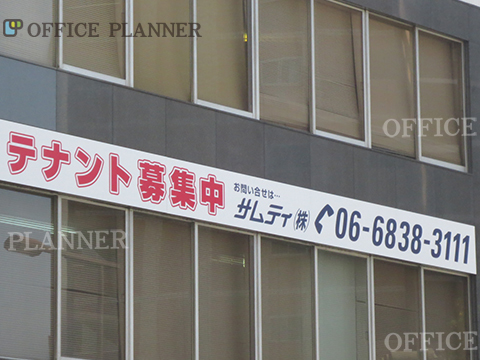 OFFICE PLANNER
テナント募集中
お問い合せは…
サムティ㈱
06-6838-3111
OFFICE
PLANNER
OFFICE